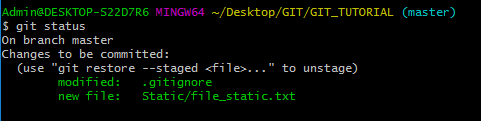 Admin@DESKTOP-S22D7R6 MINGW64 ~/Desktop/GIT/GIT_TUTORIAL (master)
$ git status
On branch master
Changes to be committed:
  (use "git restore --staged <file>..." to unstage)
        modified:   .gitignore
        new file:   Static/file_static.txt